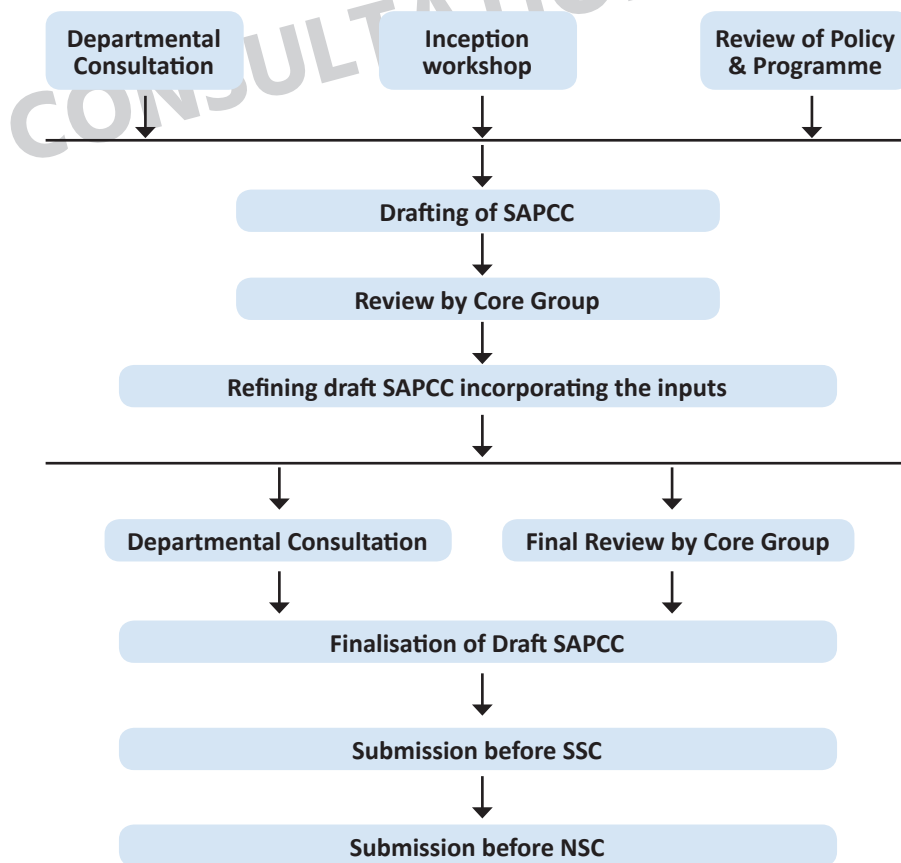 CONSULTATION
Departmental
Consultation
Inception
workshop
Review of Policy
& Programme
Drafting of SAPCC
Review by Core Group
Refining draft SAPCC incorporating the inputs
Departmental Consultation
Final Review by Core Group
Finalisation of Draft SAPCC
Submission before SSC
Submission before NSC